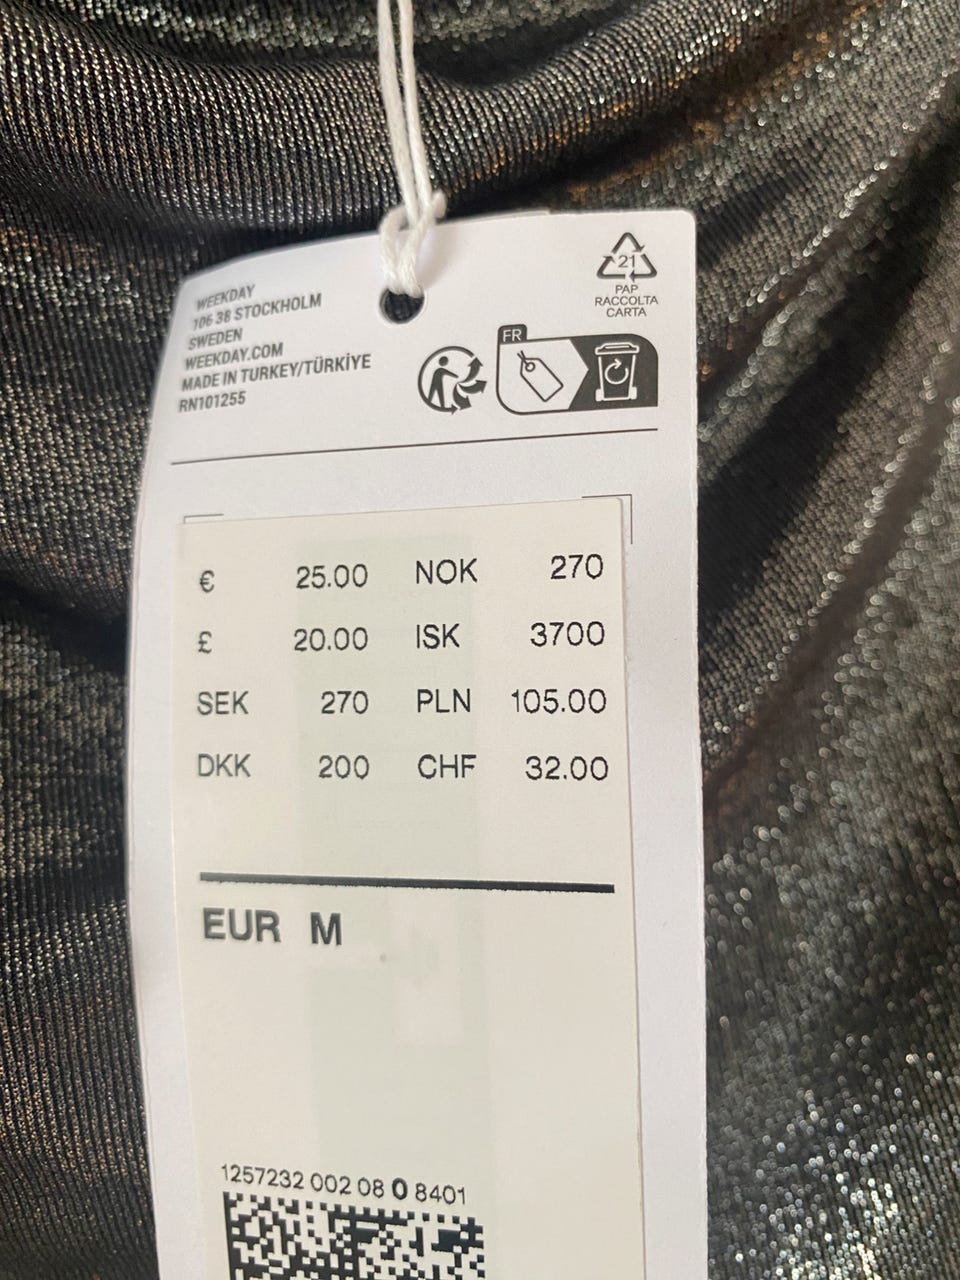 WEEKDAY
106 38 STOCKHOLM
SWEDEN
WEEKDAY.COM
MADE IN TURKEY/TÜRKİYE
RN101255
21
PAP
RACCOLTA
CARTA
FR
€ 25.00 NOK 270
£ 20.00 ISK 3700
SEK 270 PLN 105.00
DKK 200 CHF 32.00
EUR M
1257232 002 08 0 8401